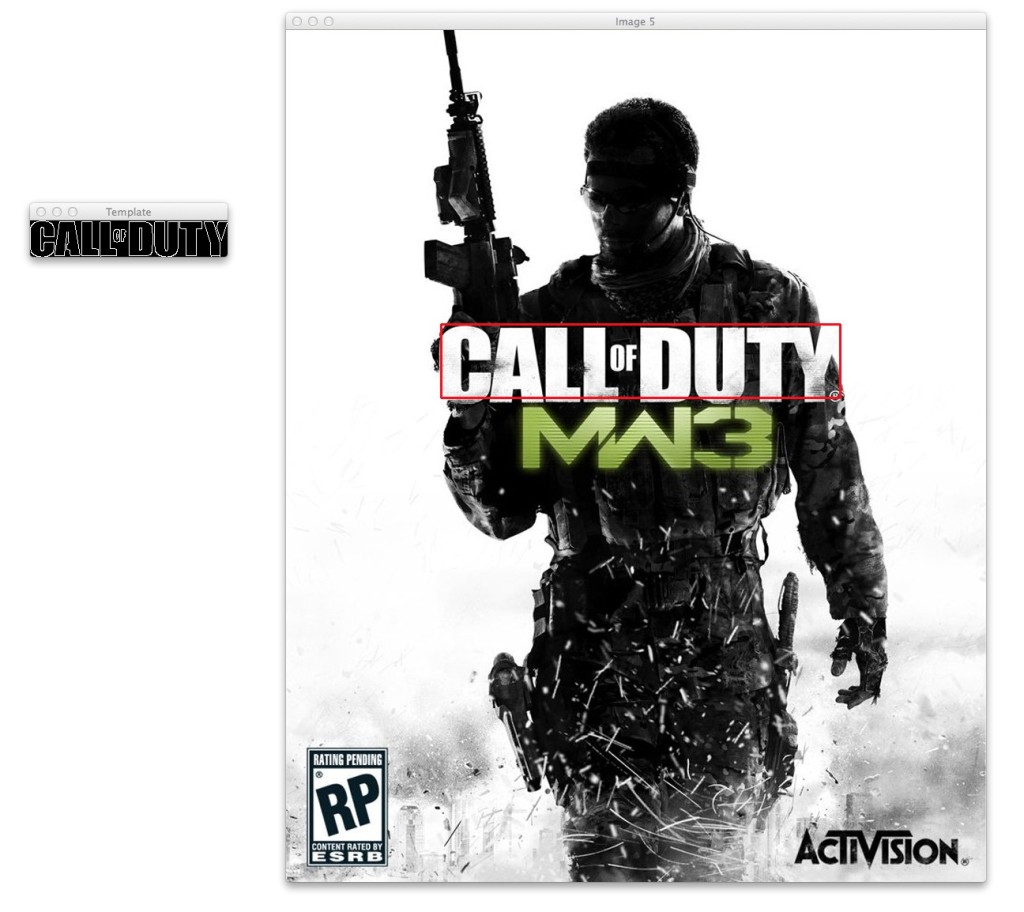 Image 5
Template
CALL OF DUTY
CALL OF DUTY®
MW3
RATING PENDING
®
RP
CONTENT RATED BY
ESRB
ACTIVISION®